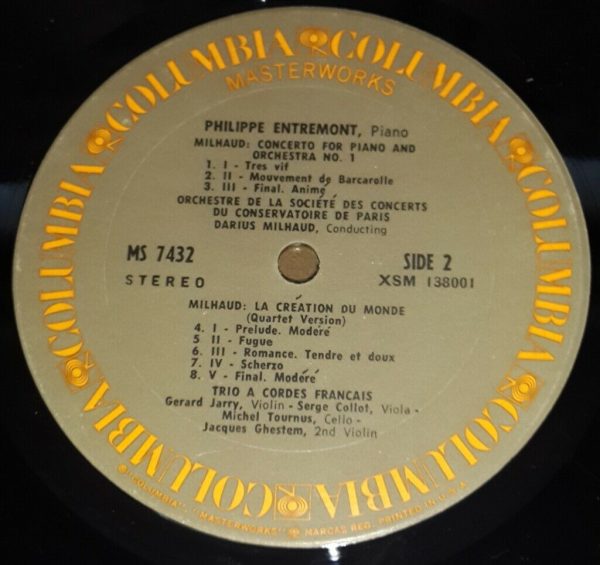 COLUMBIA COLUMBIA COLUMBIA COLUMBIA COLUMBIA COLUMBIA COLUMBIA COLUMBIA
MASTERWORKS
PHILIPPE ENTREMONT, Piano
MILHAUD: CONCERTO FOR PIANO AND
ORCHESTRA NO. 1
1. I - Tres vif
2. II - Mouvement de Barcarolle
3. III - Final. Animé
ORCHESTRE DE LA SOCIÉTÉ DES CONCERTS
DU CONSERVATOIRE DE PARIS
DARIUS MILHAUD, Conducting
MS 7432
STEREO
SIDE 2
XSM 138001
MILHAUD: LA CRÉATION DU MONDE
(Quartet Version)
4. I - Prelude. Modéré
5 II - Fugue
6. III - Romance. Tendre et doux
7. IV - Scherzo
8. V - Final. Modéré
TRIO A CORDES FRANCAIS
Gerard Jarry, Violin - Serge Collot, Viola -
Michel Tournus, Cello -
Jacques Ghestem, 2nd Violin
® "COLUMBIA", "MASTERWORKS", MARCAS REG. PRINTED IN U.S.A.